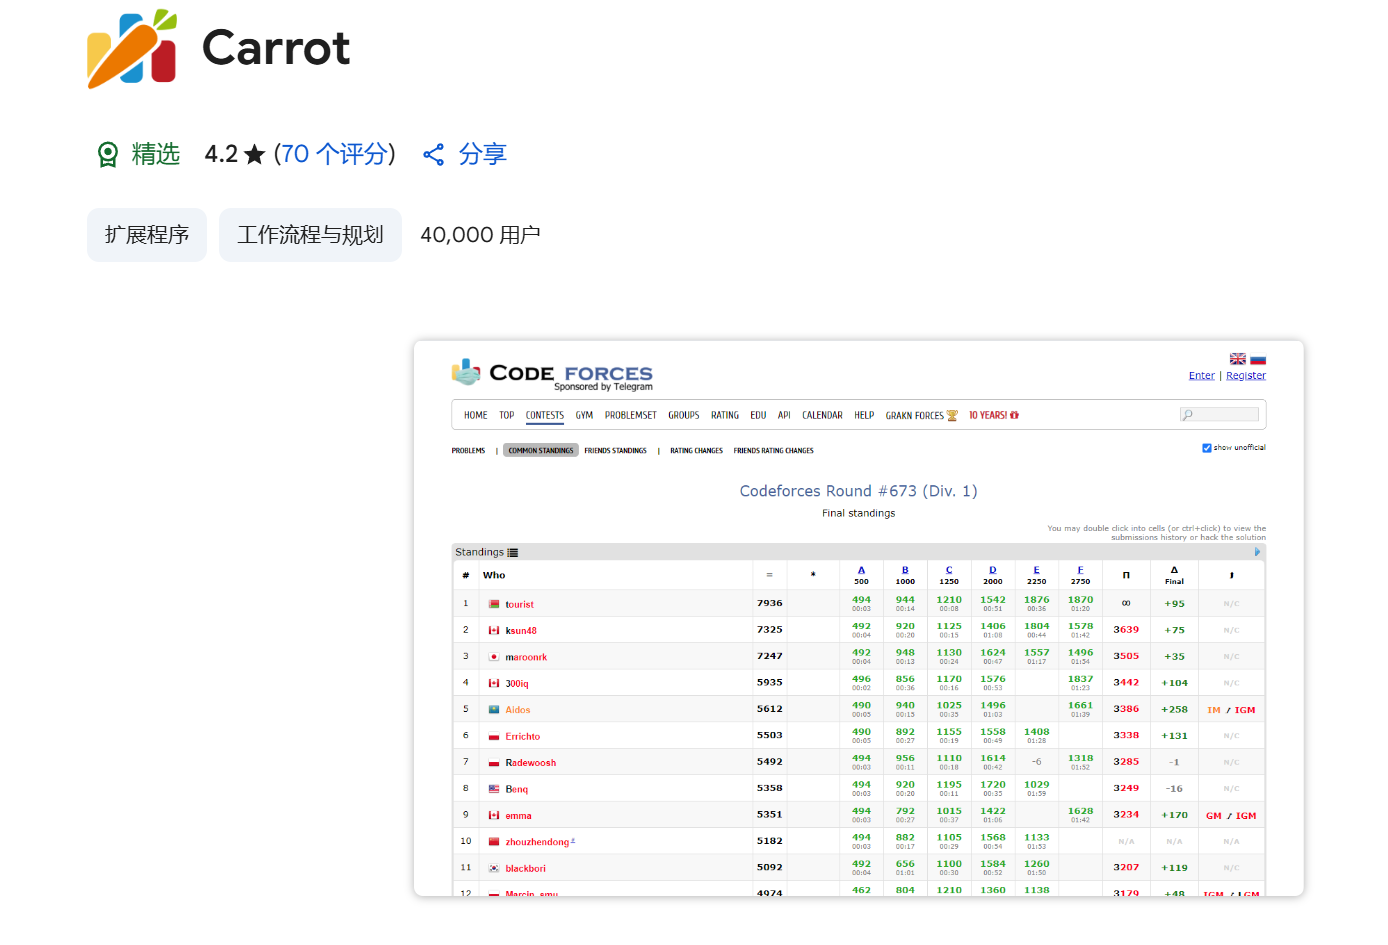 Carrot
精选 4.2 ★ (70 个评分) 分享
扩展程序 工作流程与规划 40,000 用户
CODE FORCES
Sponsored by Telegram
Enter | Register
HOME TOP CONTESTS GYM PROBLEMSET GROUPS RATING EDU API CALENDAR HELP GRAKN FORCES 10 YEARS!
PROBLEMS | COMMON STANDINGS FRIENDS STANDINGS | RATING CHANGES FRIENDS RATING CHANGES
show unofficial
Codeforces Round #673 (Div. 1)
Final standings
You may double click into cells (or ctrl+click) to view the
submissions history or hack the solution
Standings
# Who = * A B C D E F Π Δ
500 1000 1250 2000 2250 2750 Final
1 tourist 7936 494 944 1210 1542 1876 1870 ∞ +95 N/C
00:03 00:14 00:08 00:51 00:36 01:20
2 ksun48 7325 492 920 1125 1406 1804 1578 3639 +75 N/C
00:04 00:20 00:15 01:08 00:44 01:42
3 maroonrk 7247 492 948 1130 1624 1557 1496 3505 +35 N/C
00:04 00:13 00:24 00:47 01:17 01:54
4 300iq 5935 496 856 1170 1576 1837 3442 +104 N/C
00:02 00:36 00:16 00:53 01:23
5 Aidos 5612 490 940 1025 1496 1661 3386 +258 IM / IGM
00:05 00:15 00:35 01:03 01:39
6 Errichto 5503 490 892 1155 1558 1408 3338 +131 N/C
00:05 00:27 00:19 00:49 01:28
7 Radewoosh 5492 494 956 1110 1614 -6 1318 3285 -1 N/C
00:03 00:11 00:18 00:42 01:52
8 Benq 5358 494 920 1195 1720 1029 3249 -16 N/C
00:03 00:20 00:11 00:35 01:59
9 emma 5351 494 792 1015 1422 1628 3234 +170 GM / IGM
00:03 00:27 00:37 01:06 01:42
10 zhouzhendong 5182 494 882 1105 1568 1133 N/A N/A N/A
00:03 00:17 00:29 00:54 01:53
11 blackbori 5092 492 656 1100 1584 1260 3207 +119 N/C
00:04 01:01 00:30 00:52 01:50
12 Marcin_smu 4974 462 804 1210 1360 1138 3179 +48 IGM / LGM